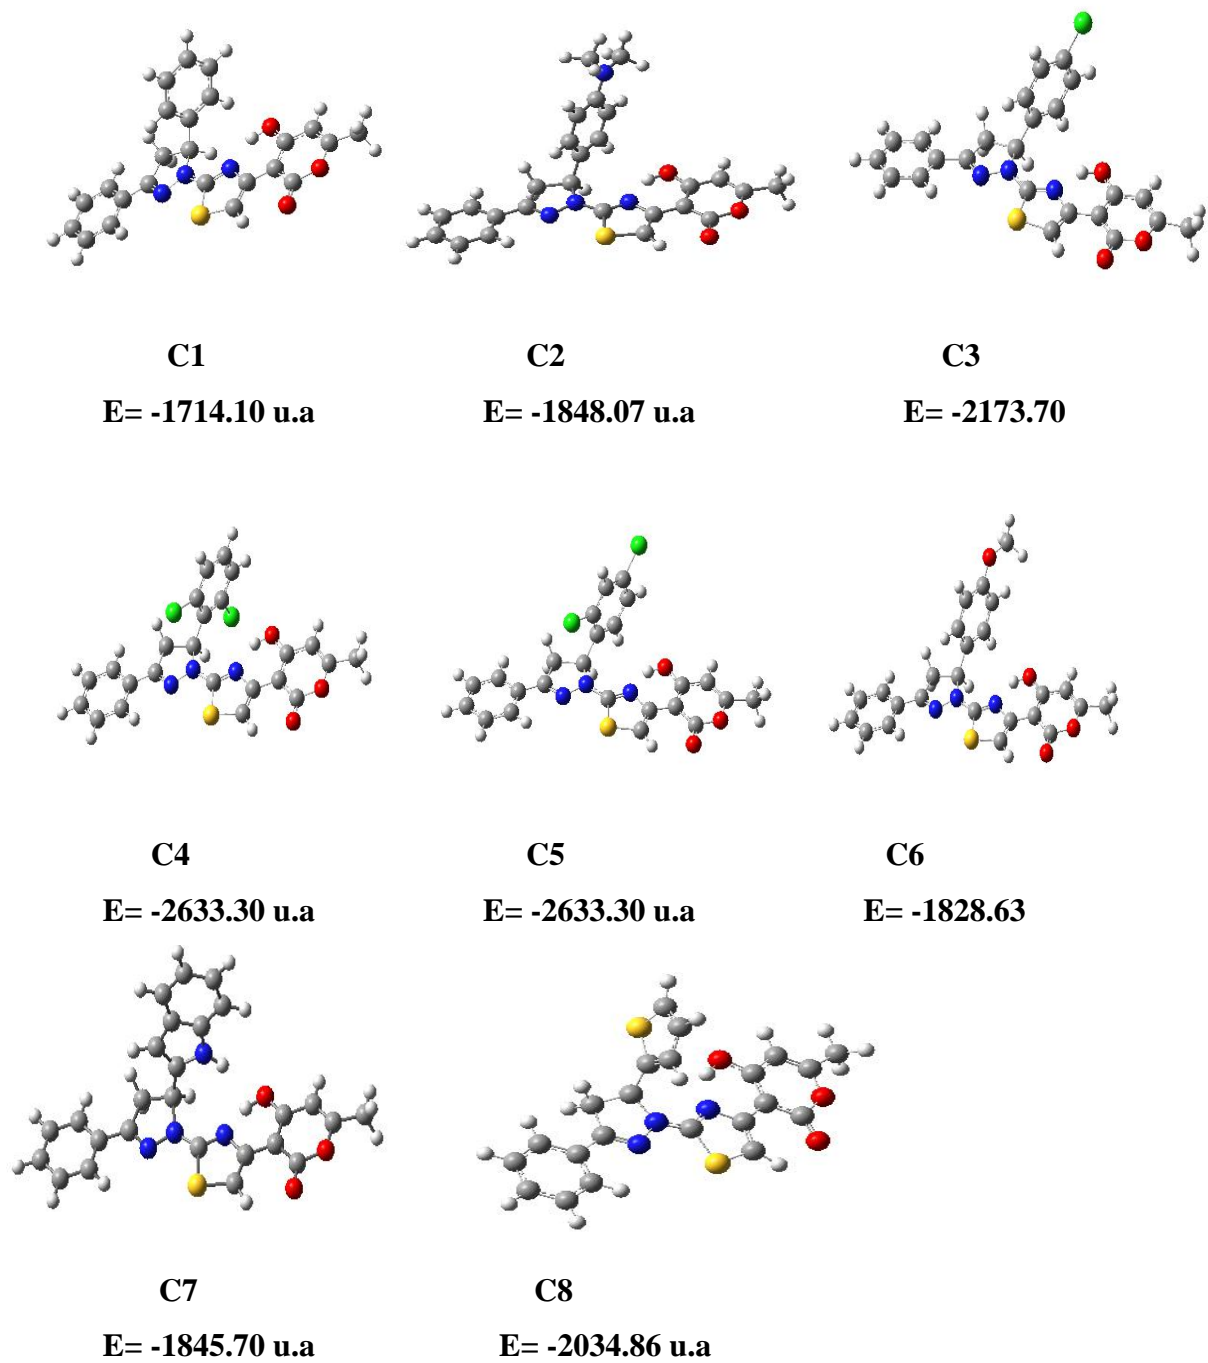 C1 C2 C3
E= -1714.10 u.a E= -1848.07 u.a E= -2173.70
C4 C5 C6
E= -2633.30 u.a E= -2633.30 u.a E= -1828.63
C7 C8
E= -1845.70 u.a E= -2034.86 u.a